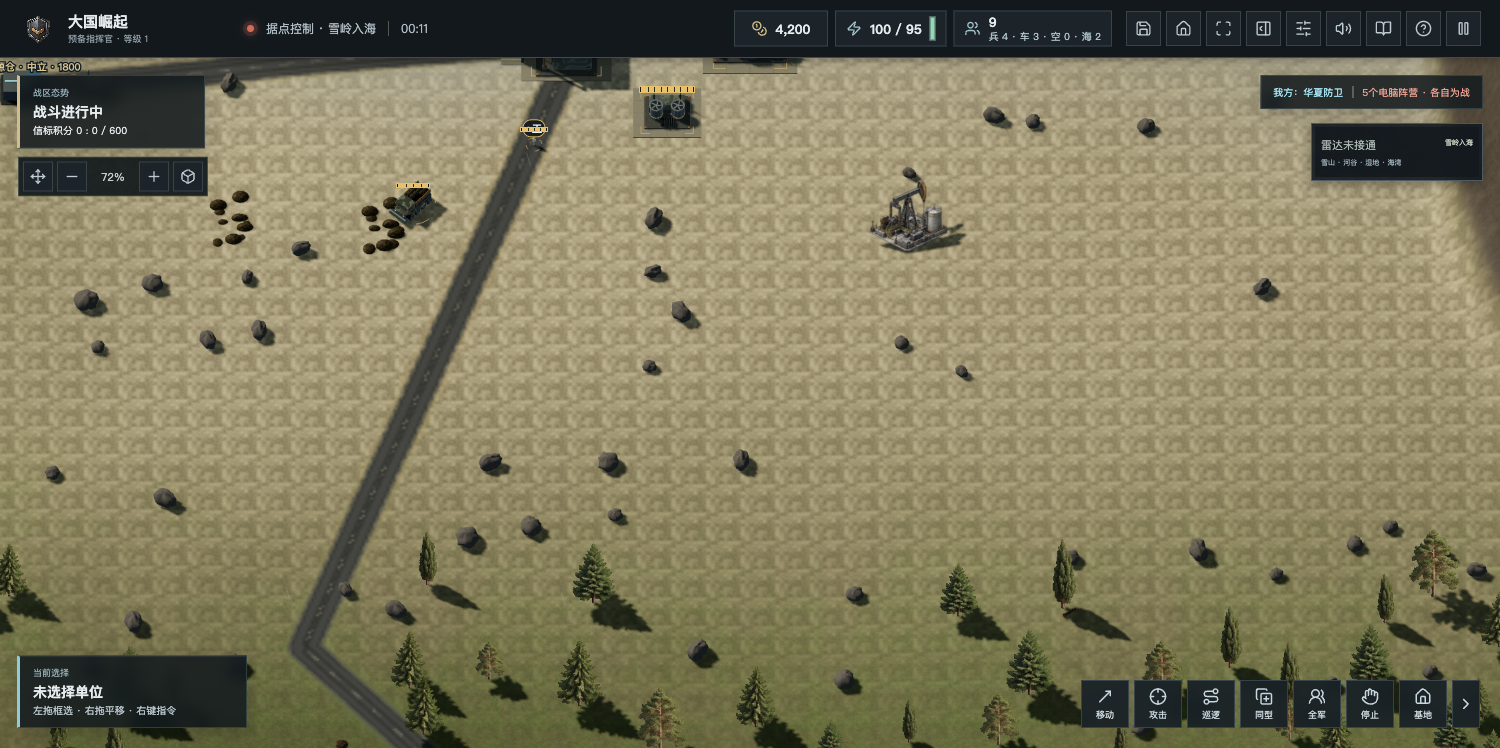 大国崛起
预备指挥官 · 等级 1
据点控制 · 雪岭入海
00:11
4,200
100 / 95
9
兵 4 · 车 3 · 空 0 · 海 2
仓 · 中立 · 1800
战区态势
战斗进行中
信标积分 0 : 0 / 600
72%
我方：华夏防卫
5个电脑阵营 · 各自为战
雷达未接通
雪岭入海
雪山 · 河谷 · 湿地 · 海湾
当前选择
未选择单位
左拖框选 · 右拖平移 · 右键指令
移动
攻击
巡逻
同型
全军
停止
基地